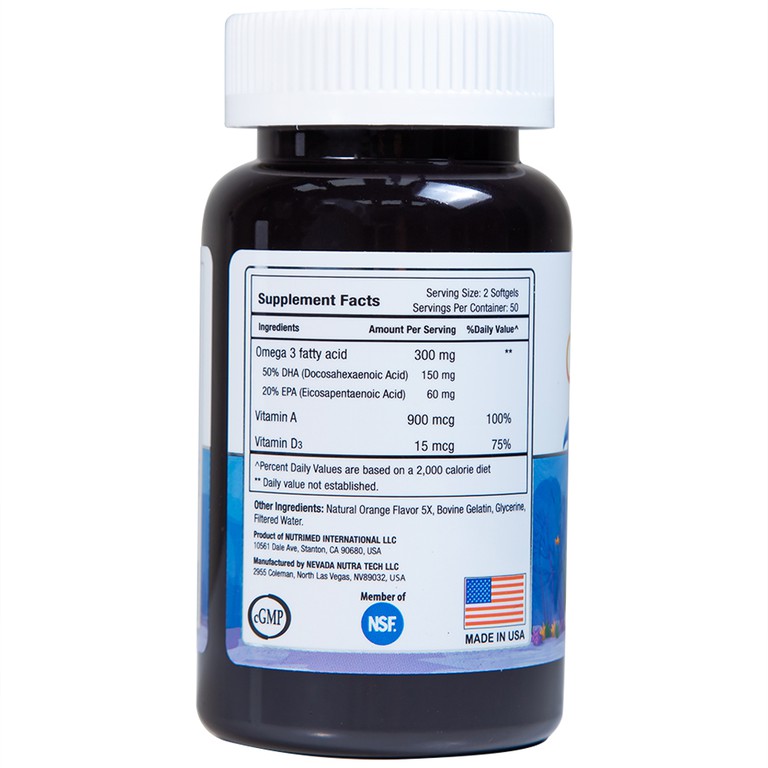 Supplement Facts
Serving Size: 2 Softgels
Servings Per Container: 50
Ingredients Amount Per Serving %Daily Value^
Omega 3 fatty acid 300 mg **
50% DHA (Docosahexaenoic Acid) 150 mg
20% EPA (Eicosapentaenoic Acid) 60 mg
Vitamin A 900 mcg 100%
Vitamin D3 15 mcg 75%
^Percent Daily Values are based on a 2,000 calorie diet
** Daily value not established.
Other Ingredients: Natural Orange Flavor 5X, Bovine Gelatin, Glycerine,
Filtered Water.
Product of NUTRIMED INTERNATIONAL LLC
10561 Dale Ave, Stanton, CA 90680, USA
Manufactured by NEVADA NUTRA TECH LLC
2955 Coleman, North Las Vegas, NV89032, USA
Member of
cGMP
NSF.
MADE IN USA